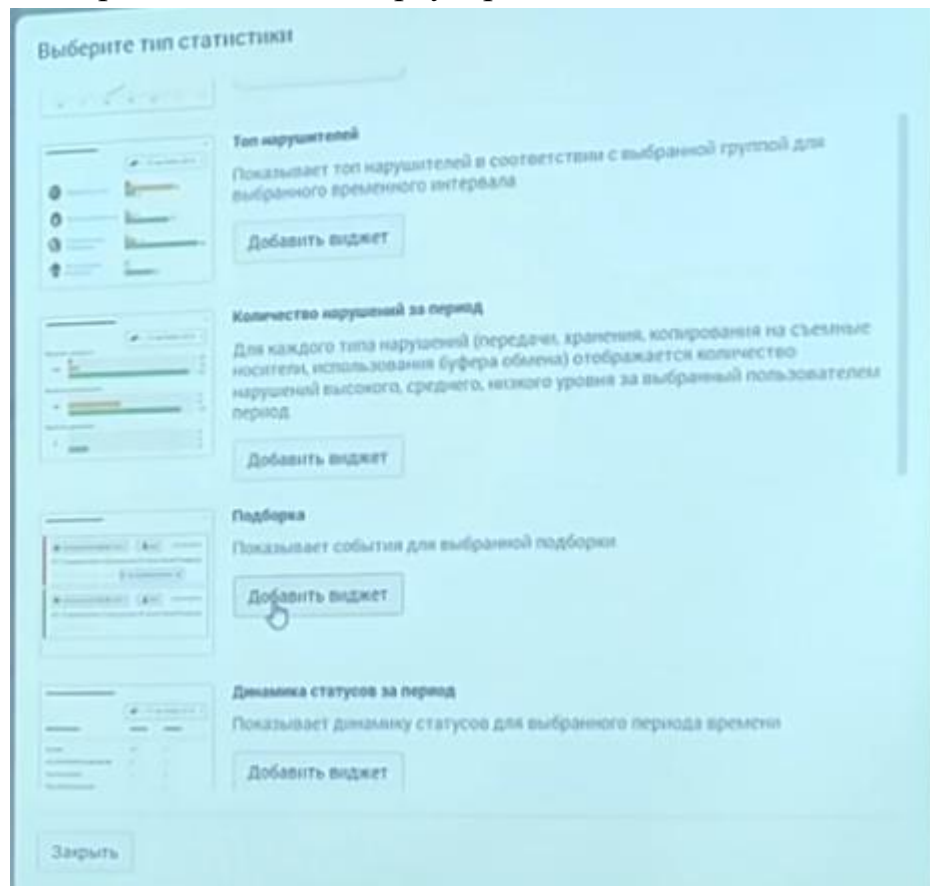 Выберите тип статистики
Топ нарушителей
Показывает топ нарушителей в соответствии с выбранной группой для
выбранного временного интервала
Добавить виджет
Количество нарушений за период
Для каждого типа нарушений (передачи, хранения, копирования на съемные
носители, использования буфера обмена) отображается количество
нарушений высокого, среднего, низкого уровня за выбранный пользователем
период
Добавить виджет
Подборка
Показывает события для выбранной подборки
Добавить виджет
Динамика статусов за период
Показывает динамику статусов для выбранного периода времени
Добавить виджет
Закрыть